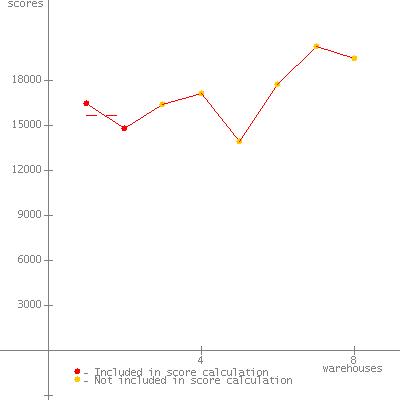 scores
18000
15000
12000
9000
6000
3000
4
8
warehouses
- Included in score calculation
- Not included in score calculation